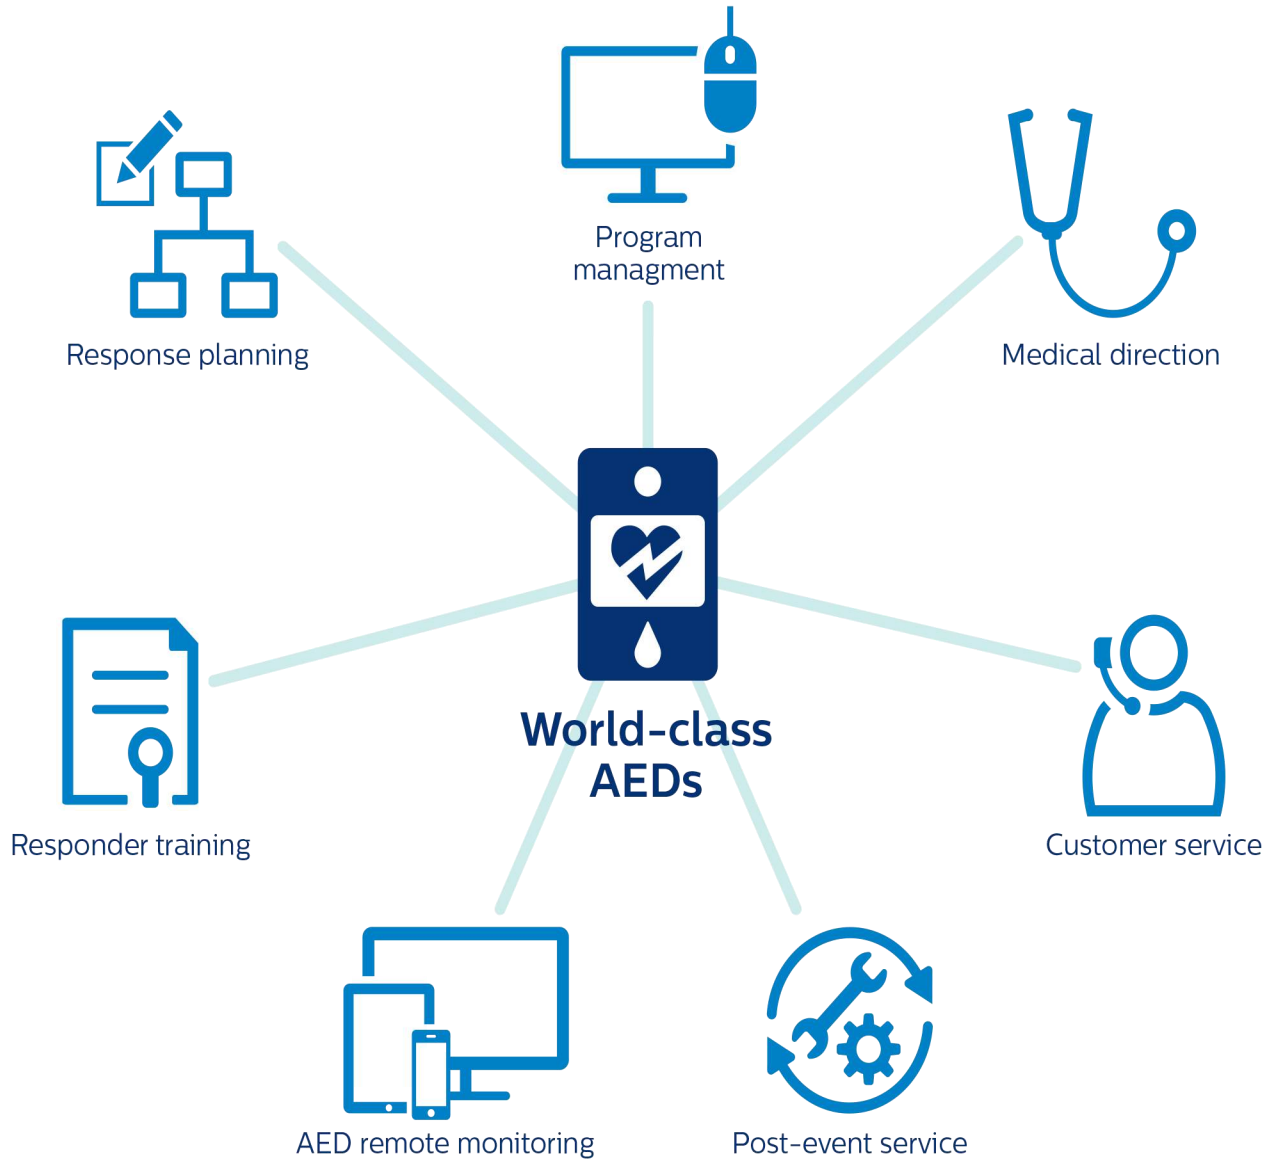 Program
managment
Response planning
Medical direction
World-class
AEDs
Responder training
Customer service
AED remote monitoring
Post-event service